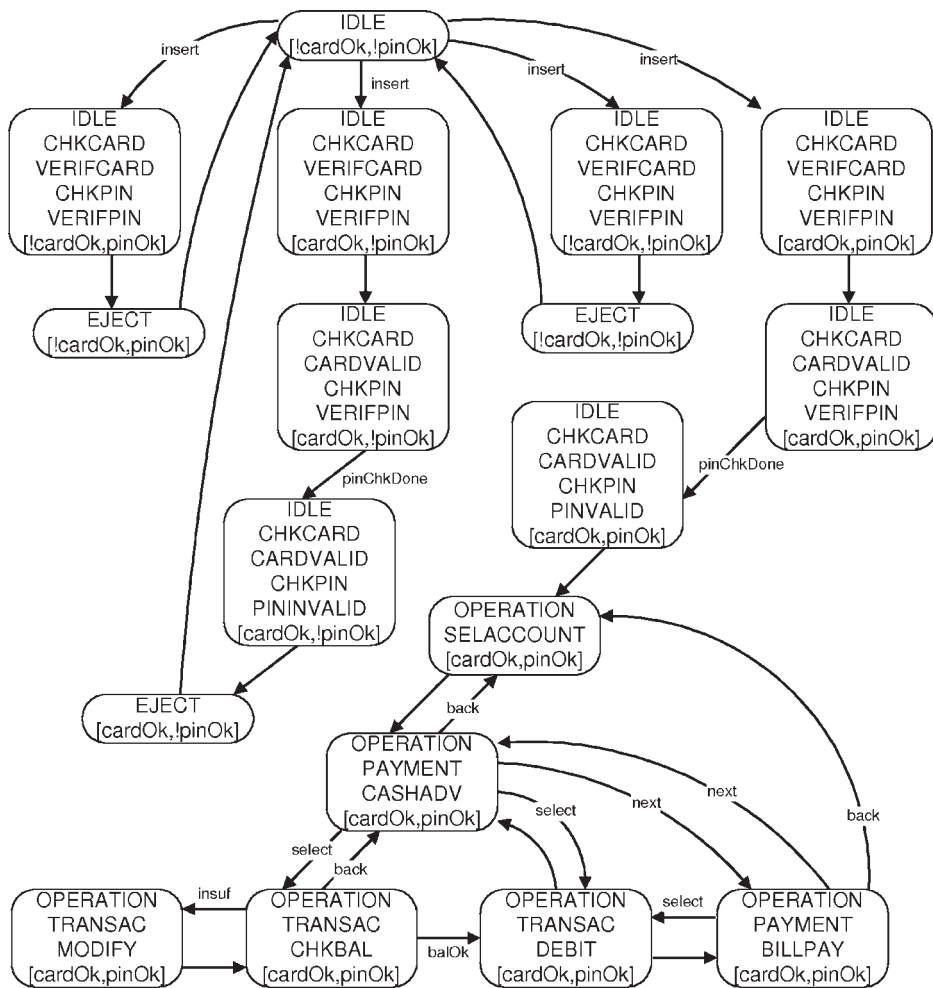 IDLE
[!cardOk,!pinOk]
insert
insert
insert
insert
IDLE
CHKCARD
VERIFCARD
CHKPIN
VERIFPIN
[!cardOk,pinOk]
IDLE
CHKCARD
VERIFCARD
CHKPIN
VERIFPIN
[cardOk,!pinOk]
IDLE
CHKCARD
VERIFCARD
CHKPIN
VERIFPIN
[!cardOk,!pinOk]
IDLE
CHKCARD
VERIFCARD
CHKPIN
VERIFPIN
[cardOk,pinOk]
EJECT
[!cardOk,pinOk]
IDLE
CHKCARD
CARDVALID
CHKPIN
VERIFPIN
[cardOk,!pinOk]
EJECT
[!cardOk,!pinOk]
IDLE
CHKCARD
CARDVALID
CHKPIN
VERIFPIN
[cardOk,pinOk]
pinChkDone
pinChkDone
IDLE
CHKCARD
CARDVALID
CHKPIN
PINVALID
[cardOk,pinOk]
IDLE
CHKCARD
CARDVALID
CHKPIN
PININVALID
[cardOk,!pinOk]
OPERATION
SELACCOUNT
[cardOk,pinOk]
EJECT
[cardOk,!pinOk]
back
OPERATION
PAYMENT
CASHADV
[cardOk,pinOk]
next
next
select
back
select
back
OPERATION
TRANSAC
MODIFY
[cardOk,pinOk]
insuf
OPERATION
TRANSAC
CHKBAL
[cardOk,pinOk]
balOk
OPERATION
TRANSAC
DEBIT
[cardOk,pinOk]
select
OPERATION
PAYMENT
BILLPAY
[cardOk,pinOk]